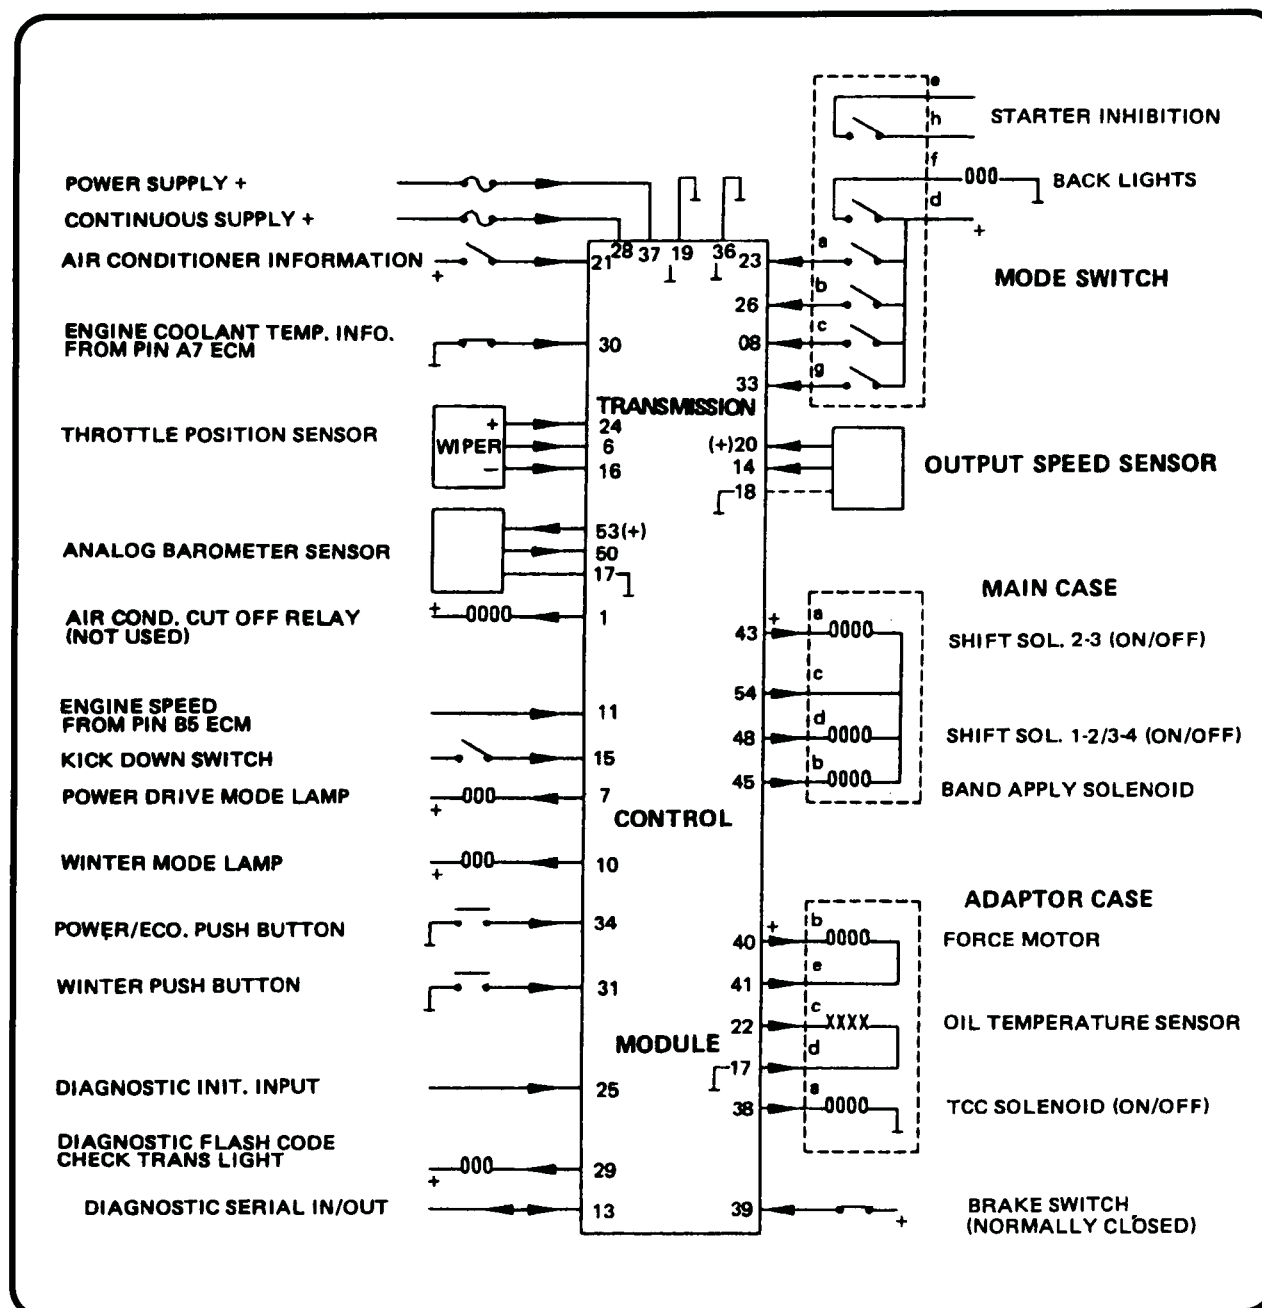 POWER SUPPLY +
CONTINUOUS SUPPLY +
AIR CONDITIONER INFORMATION
+
ENGINE COOLANT TEMP. INFO.
FROM PIN A7 ECM
THROTTLE POSITION SENSOR
+
WIPER
–
ANALOG BAROMETER SENSOR
AIR COND. CUT OFF RELAY
(NOT USED)
+
ENGINE SPEED
FROM PIN B5 ECM
KICK DOWN SWITCH
POWER DRIVE MODE LAMP
+
WINTER MODE LAMP
+
POWER/ECO. PUSH BUTTON
WINTER PUSH BUTTON
DIAGNOSTIC INIT. INPUT
DIAGNOSTIC FLASH CODE
CHECK TRANS LIGHT
+
DIAGNOSTIC SERIAL IN/OUT
28 37 19 36
21
30
24
6
16
53(+)
50
17
1
11
15
7
10
34
31
25
29
13
TRANSMISSION
CONTROL
MODULE
23
26
08
33
(+)20
14
18
43
54
48
45
40
41
22
17
38
39
e
h
STARTER INHIBITION
f
BACK LIGHTS
d
+
a
b
c
g
MODE SWITCH
OUTPUT SPEED SENSOR
MAIN CASE
+
a
SHIFT SOL. 2-3 (ON/OFF)
c
d
SHIFT SOL. 1-2/3-4 (ON/OFF)
b
BAND APPLY SOLENOID
ADAPTOR CASE
+
b
FORCE MOTOR
e
c
XXXX
OIL TEMPERATURE SENSOR
d
a
TCC SOLENOID (ON/OFF)
+
BRAKE SWITCH
(NORMALLY CLOSED)